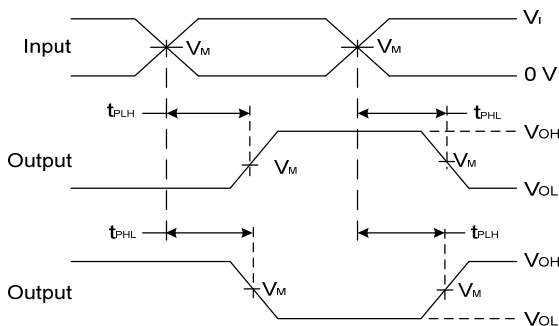 VI
Input
VM
VM
0 V
tPLH
tPHL
VOH
Output
VM
VM
VOL
tPHL
tPLH
VOH
Output
VM
VM
VOL